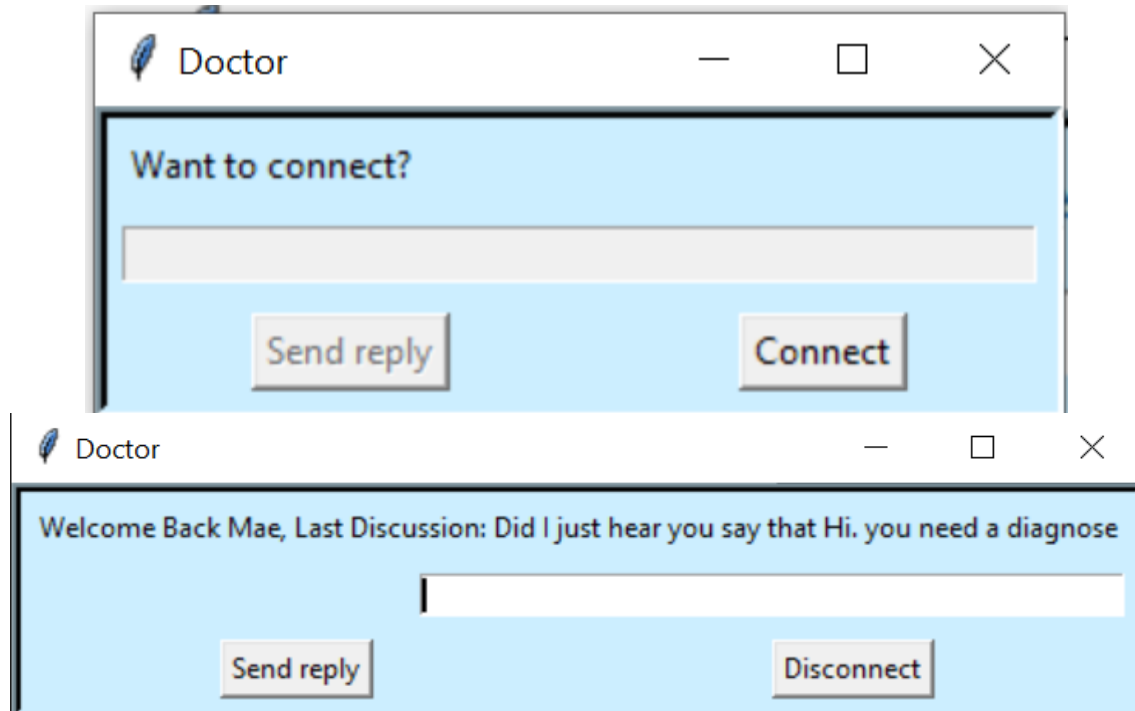 Doctor
Want to connect?
Send reply Connect
Doctor
Welcome Back Mae, Last Discussion: Did I just hear you say that Hi. you need a diagnose
Send reply Disconnect